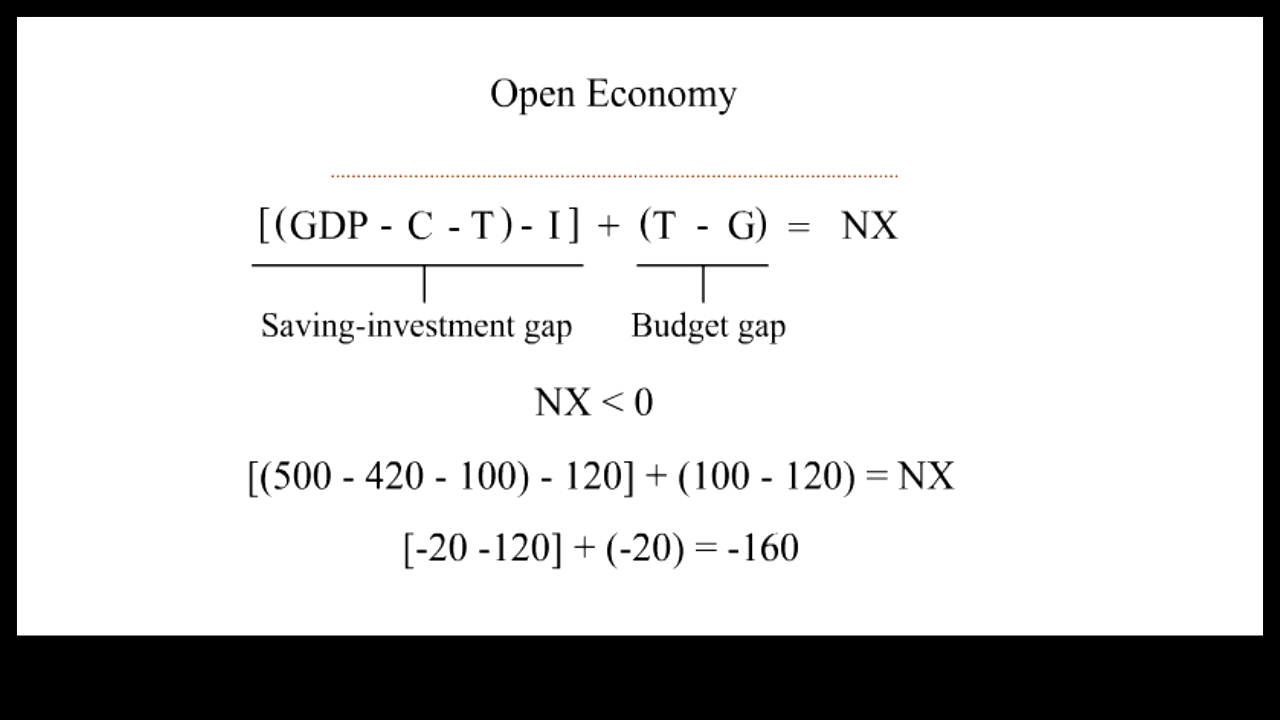 Open Economy
[(GDP - C - T) - I] + (T - G) = NX
Saving-investment gap Budget gap
NX < 0
[(500 - 420 - 100) - 120] + (100 - 120) = NX
[-20 -120] + (-20) = -160